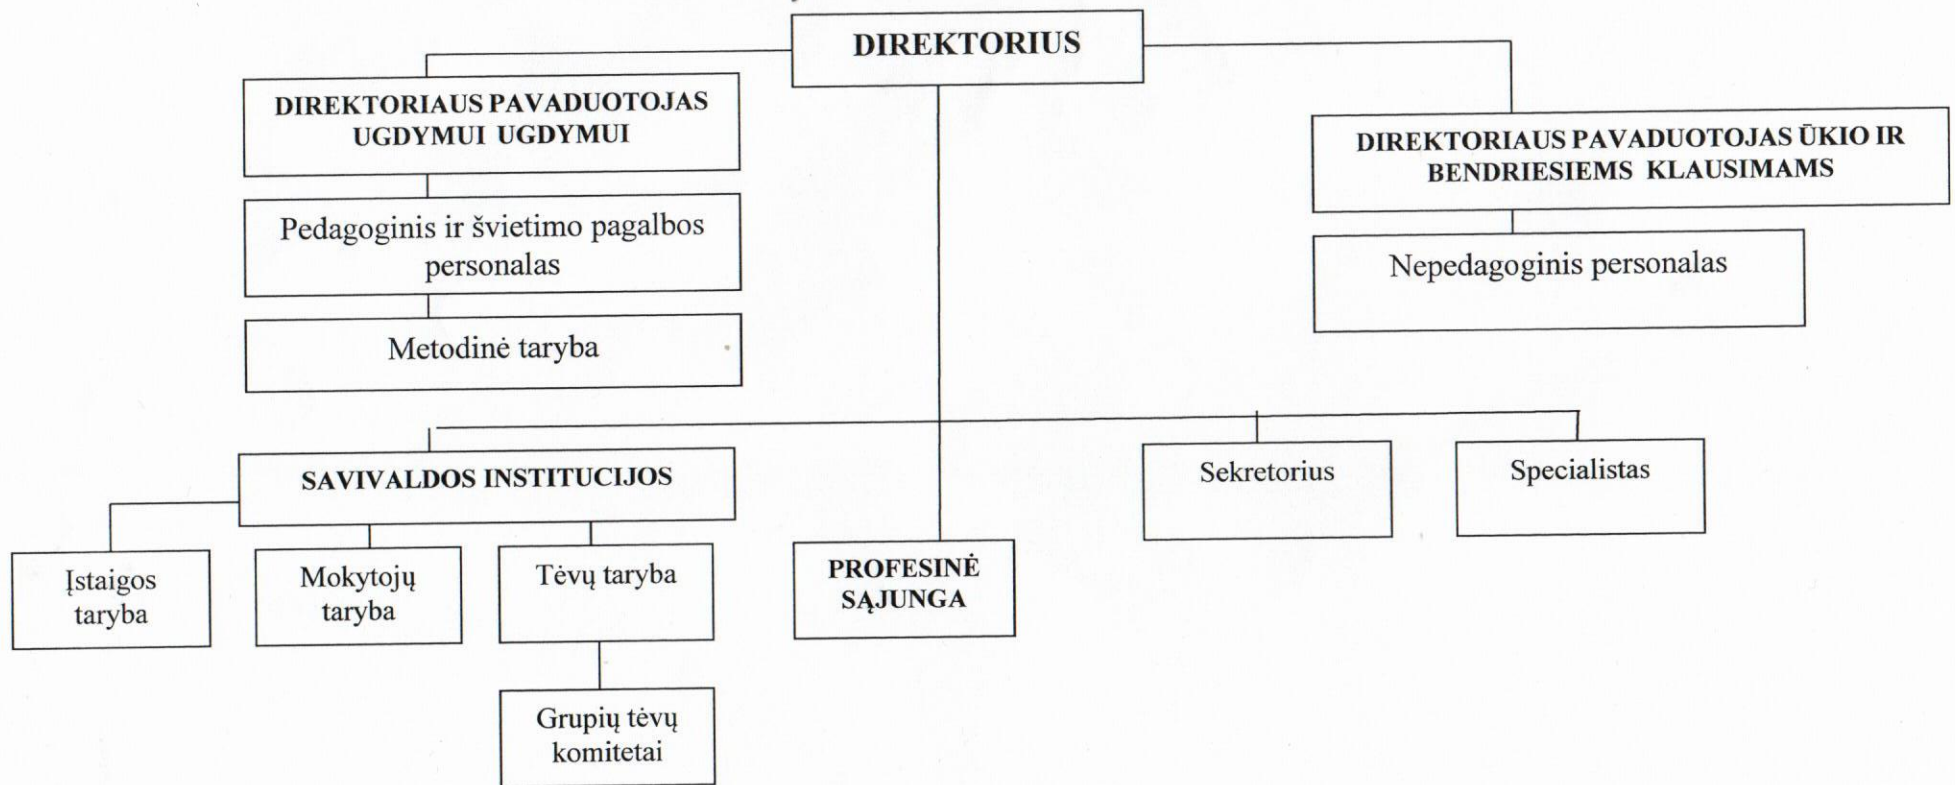 DIREKTORIUS
DIREKTORIAUS PAVADUOTOJAS
UGDYMUI UGDYMUI
DIREKTORIAUS PAVADUOTOJAS ŪKIO IR
BENDRIESIEMS KLAUSIMAMS
Pedagoginis ir švietimo pagalbos
personalas
Nepedagoginis personalas
Metodinė taryba
SAVIVALDOS INSTITUCIJOS
Sekretorius
Specialistas
Įstaigos
taryba
Mokytojų
taryba
Tėvų taryba
PROFESINĖ
SĄJUNGA
Grupių tėvų
komitetai